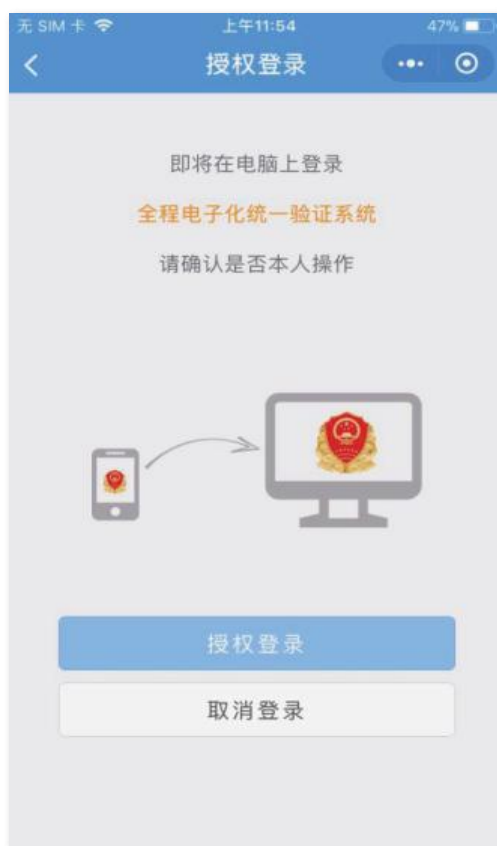 无 SIM 卡 上午11:54 47%
授权登录
即将在电脑上登录
全程电子化统一验证系统
请确认是否本人操作
授权登录
取消登录